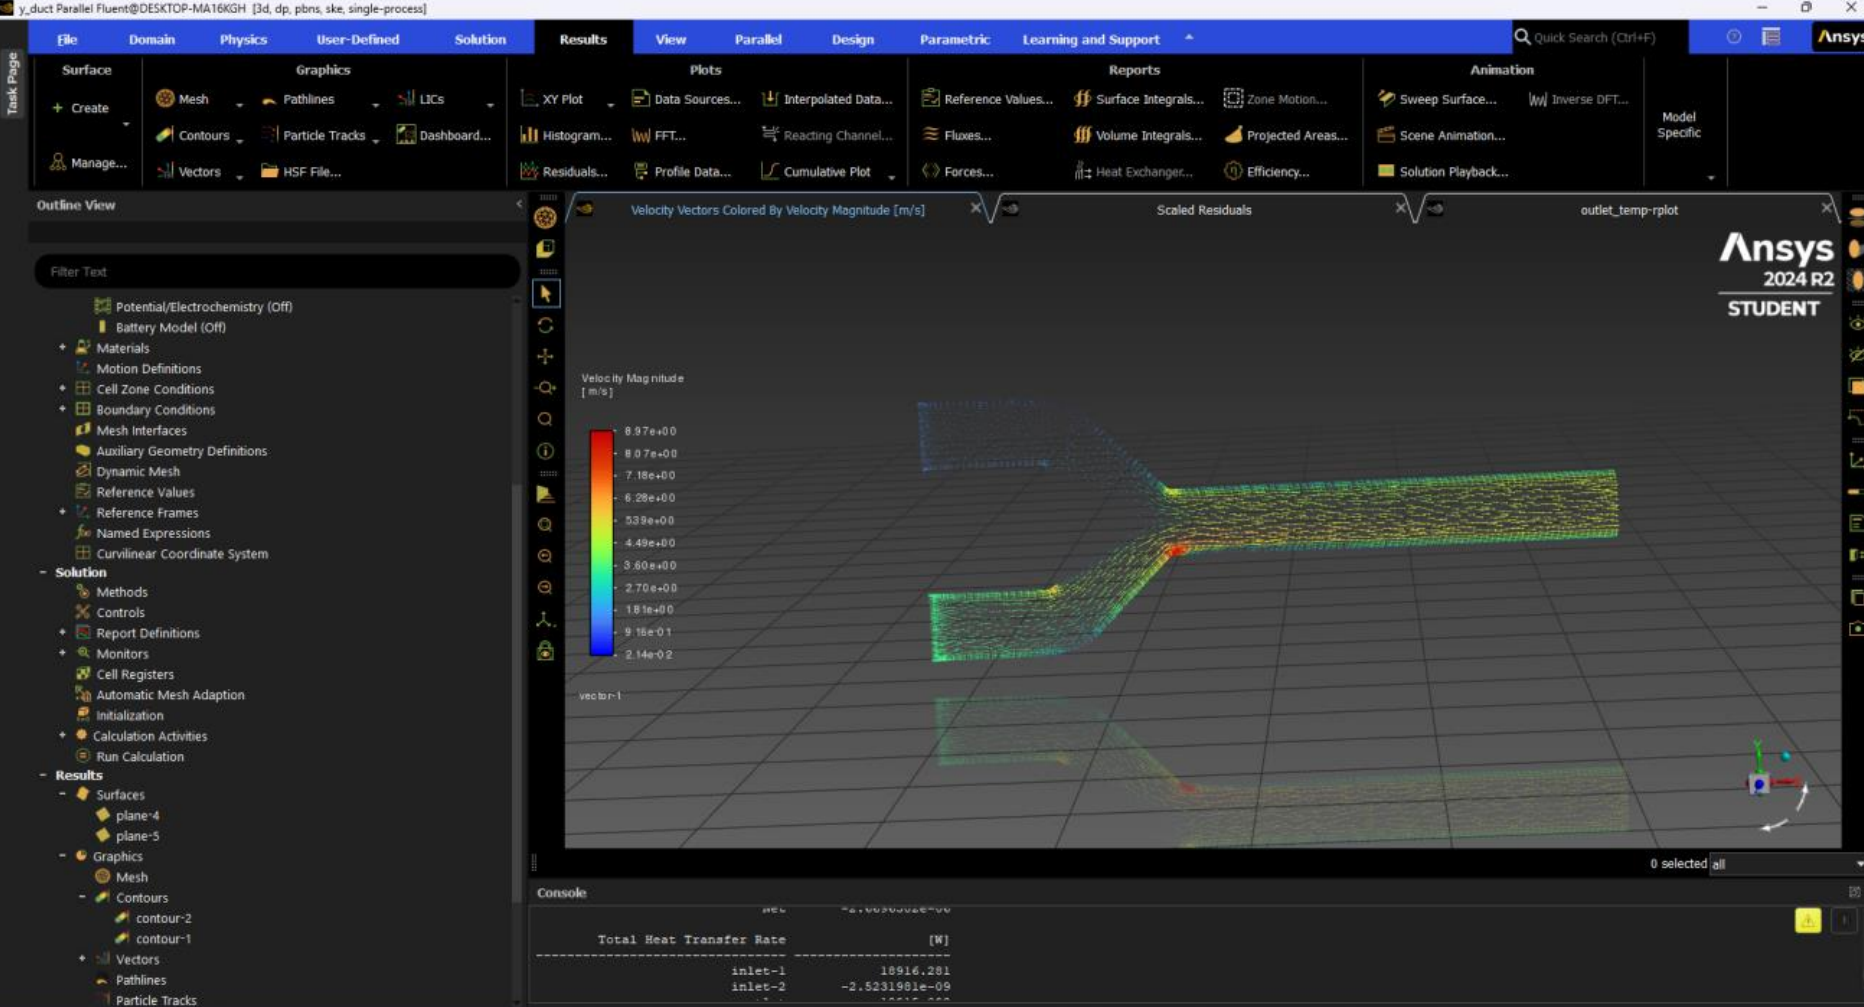 y_duct Parallel Fluent@DESKTOP-MA16KGH [3d, dp, pbns, ske, single-process]
File Domain Physics User-Defined Solution Results View Parallel Design Parametric Learning and Support Quick Search (Ctrl+F) Ansys
Task Page
Surface Graphics Plots Reports Animation
Create Mesh Pathlines LICs XY Plot Data Sources... Interpolated Data... Reference Values... Surface Integrals... Zone Motion... Sweep Surface... Inverse DFT...
Contours Particle Tracks Dashboard... Histogram... FFT... Reacting Channel... Fluxes... Volume Integrals... Projected Areas... Scene Animation...
Manage... Vectors HSF File... Residuals... Profile Data... Cumulative Plot Forces... Heat Exchanger... Efficiency... Solution Playback...
Model
Specific
Outline View
Filter Text
Potential/Electrochemistry (Off)
Battery Model (Off)
Materials
Motion Definitions
Cell Zone Conditions
Boundary Conditions
Mesh Interfaces
Auxiliary Geometry Definitions
Dynamic Mesh
Reference Values
Reference Frames
Named Expressions
Curvilinear Coordinate System
Solution
Methods
Controls
Report Definitions
Monitors
Cell Registers
Automatic Mesh Adaption
Initialization
Calculation Activities
Run Calculation
Results
Surfaces
plane-4
plane-5
Graphics
Mesh
Contours
contour-2
contour-1
Vectors
Pathlines
Particle Tracks
Velocity Vectors Colored By Velocity Magnitude [m/s] Scaled Residuals outlet_temp-rplot
Ansys
2024 R2
STUDENT
Velocity Magnitude
[m/s]
8.97e+00
8.07e+00
7.18e+00
6.28e+00
5.39e+00
4.49e+00
3.60e+00
2.70e+00
1.81e+00
9.16e-01
2.14e-02
vector-1
Y
0 selected all
Console
Total Heat Transfer Rate [W]
-------------------------------- --------------------
inlet-1 18916.281
inlet-2 -2.5231981e-09